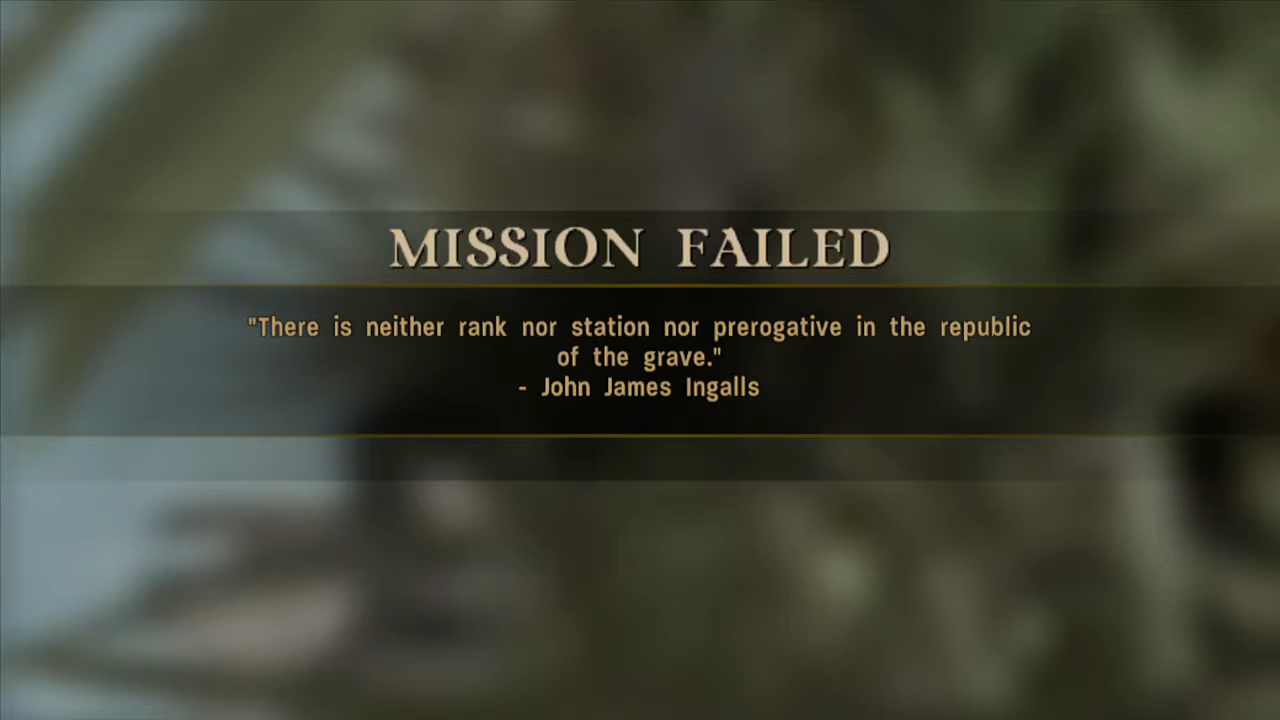 MISSION FAILED
"There is neither rank nor station nor prerogative in the republic
of the grave."
- John James Ingalls